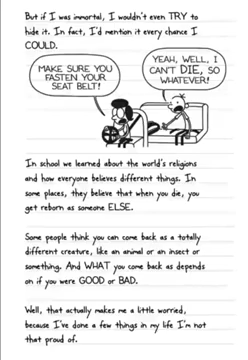 But if I was immortal, I wouldn't even TRY to
hide it. In fact, I'd mention it every chance I
COULD.
MAKE SURE YOU
FASTEN YOUR
SEAT BELT!
YEAH, WELL, I
CAN'T DIE, SO
WHATEVER!
In school we learned about the world's religions
and how everyone believes different things. In
some places, they believe that when you die, you
get reborn as someone ELSE.
Some people think you can come back as a totally
different creature, like an animal or an insect or
something. And WHAT you come back as depends
on if you were GOOD or BAD.
Well, that actually makes me a little worried,
because I've done a few things in my life I'm not
that proud of.